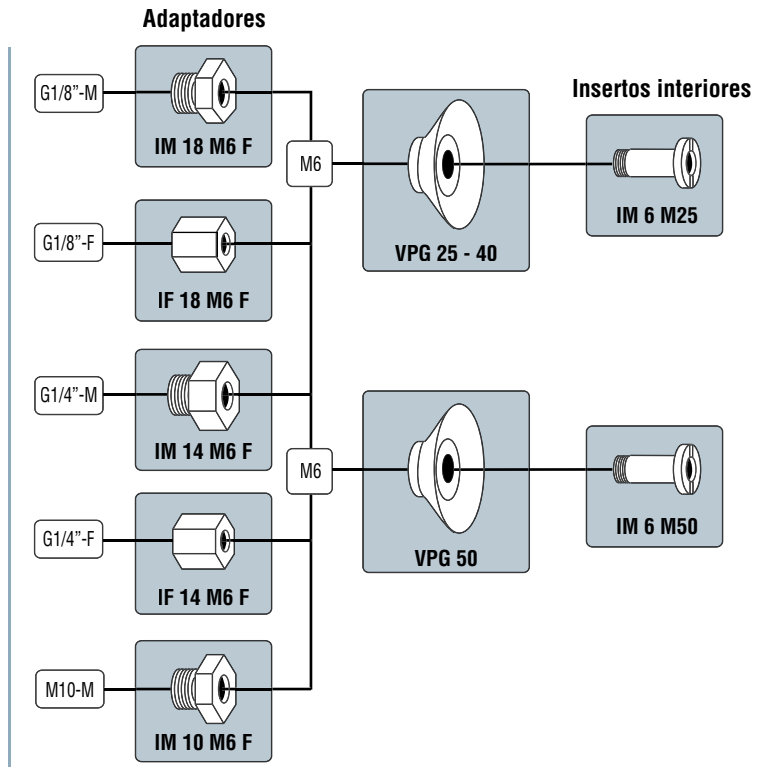 Adaptadores
G1/8”-M
IM 18 M6 F
G1/8”-F
IF 18 M6 F
G1/4”-M
IM 14 M6 F
G1/4”-F
IF 14 M6 F
M10-M
IM 10 M6 F
M6
VPG 25 - 40
Insertos interiores
IM 6 M25
M6
VPG 50
IM 6 M50